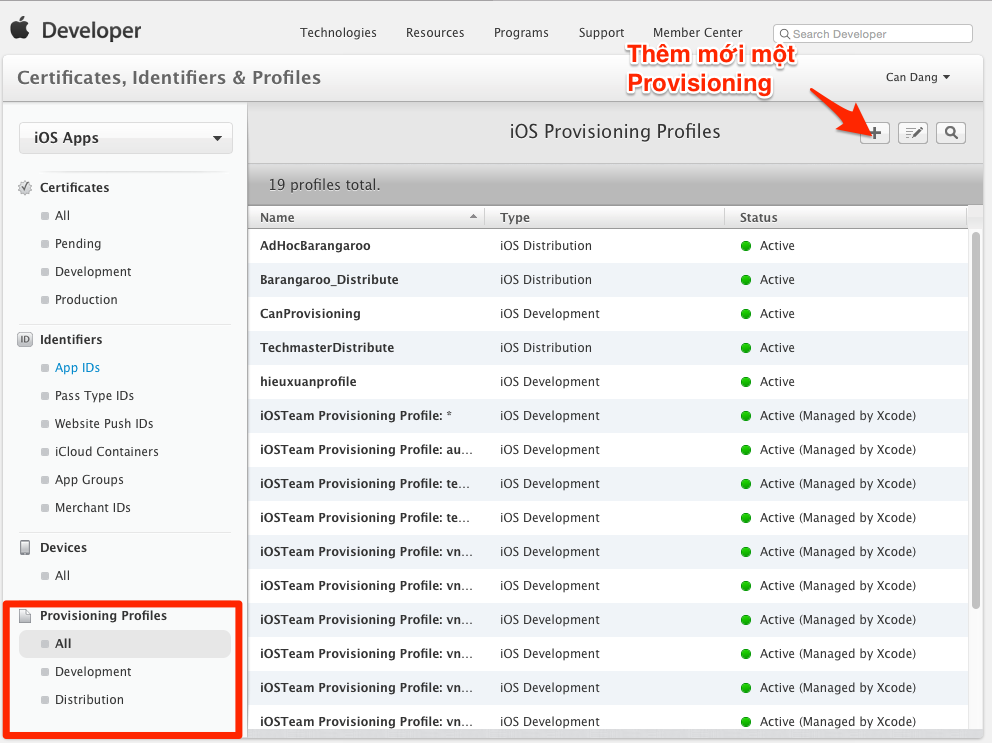 Developer
Technologies
Resources
Programs
Support
Member Center
Search Developer
Thêm mới một
Provisioning
Certificates, Identifiers & Profiles
Can Dang
iOS Apps
iOS Provisioning Profiles
19 profiles total.
Certificates
All
Pending
Development
Production
ID Identifiers
App IDs
Pass Type IDs
Website Push IDs
iCloud Containers
App Groups
Merchant IDs
Devices
All
Provisioning Profiles
All
Development
Distribution
Name Type Status
AdHocBarangaroo iOS Distribution Active
Barangaroo_Distribute iOS Distribution Active
CanProvisioning iOS Development Active
TechmasterDistribute iOS Distribution Active
hieuxuanprofile iOS Development Active
iOSTeam Provisioning Profile: * iOS Development Active (Managed by Xcode)
iOSTeam Provisioning Profile: au... iOS Development Active (Managed by Xcode)
iOSTeam Provisioning Profile: te... iOS Development Active (Managed by Xcode)
iOSTeam Provisioning Profile: te... iOS Development Active (Managed by Xcode)
iOSTeam Provisioning Profile: vn... iOS Development Active (Managed by Xcode)
iOSTeam Provisioning Profile: vn... iOS Development Active (Managed by Xcode)
iOSTeam Provisioning Profile: vn... iOS Development Active (Managed by Xcode)
iOSTeam Provisioning Profile: vn... iOS Development Active (Managed by Xcode)
iOSTeam Provisioning Profile: vn... iOS Development Active (Managed by Xcode)
iOSTeam Provisioning Profile: vn... iOS Development Active (Managed by Xcode)